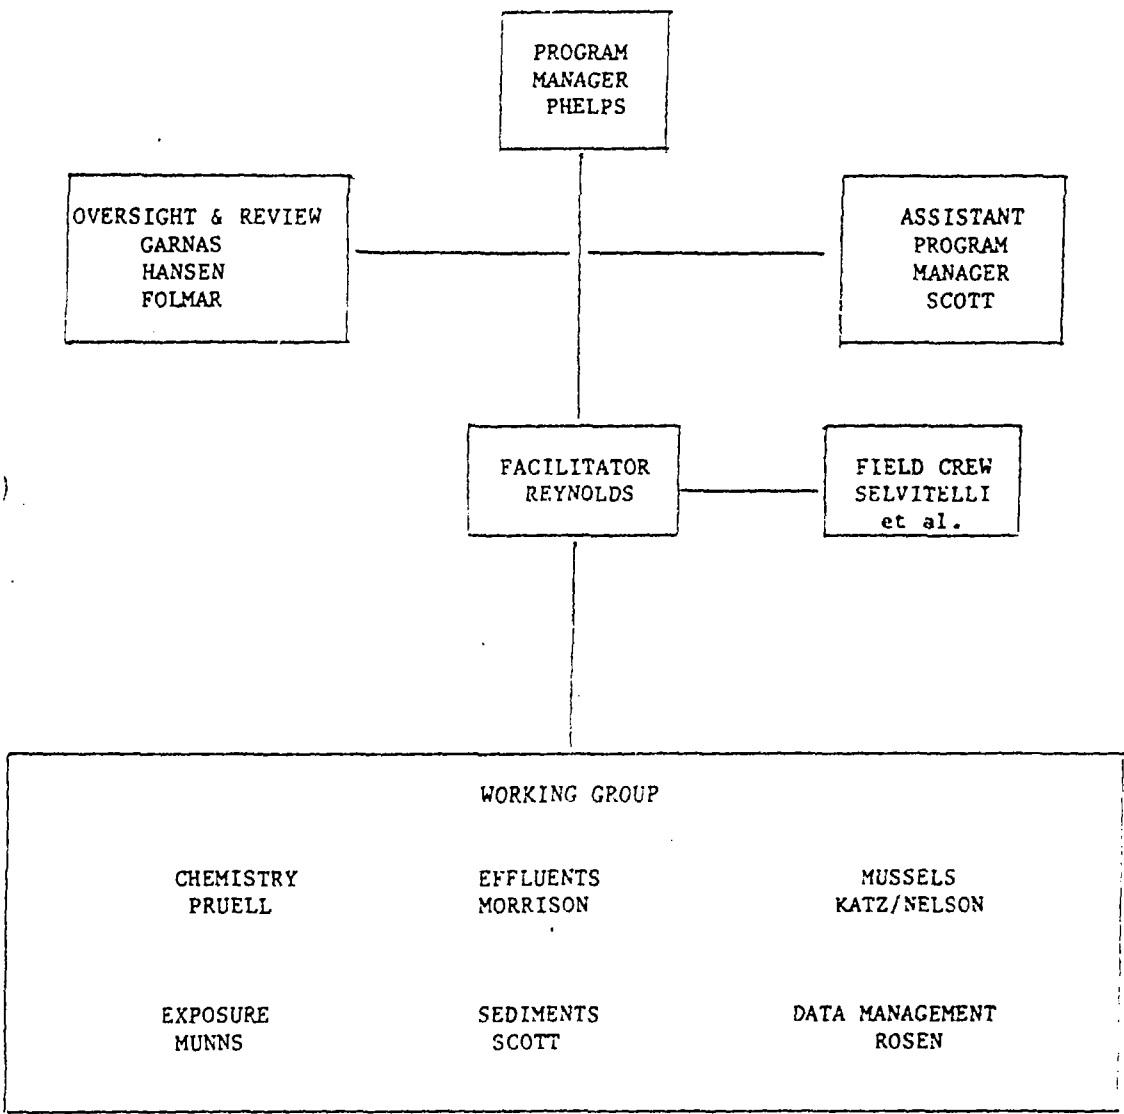 PROGRAM
MANAGER
PHELPS
OVERSIGHT & REVIEW
GARNAS
HANSEN
FOLMAR
ASSISTANT
PROGRAM
MANAGER
SCOTT
FACILITATOR
REYNOLDS
FIELD CREW
SELVITELLI
et al.
WORKING GROUP
CHEMISTRY
PRUELL
EFFLUENTS
MORRISON
MUSSELS
KATZ/NELSON
EXPOSURE
MUNNS
SEDIMENTS
SCOTT
DATA MANAGEMENT
ROSEN